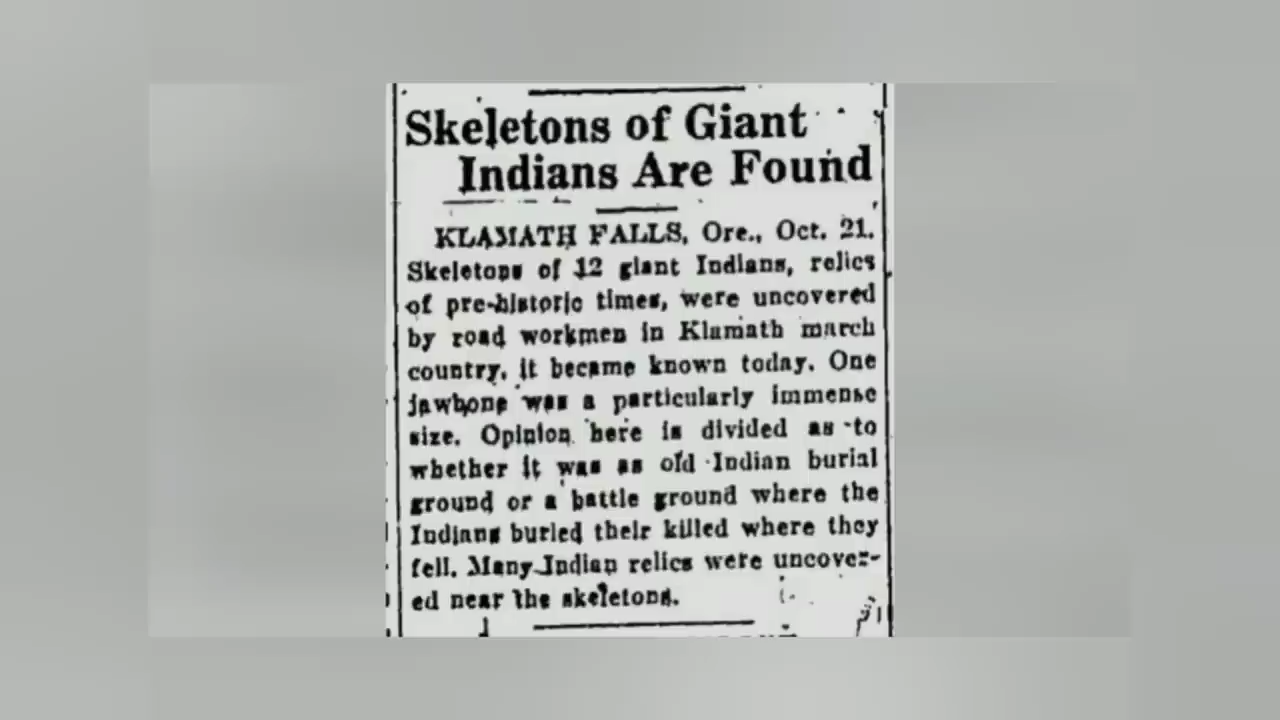 Skeletons of Giant
Indians Are Found
KLAMATH FALLS, Ore., Oct. 21.
Skeletons of 12 giant Indians, relics
of pre-historic times, were uncovered
by road workmen in Klamath march
country, it became known today. One
jawbone was a particularly immense
size. Opinion here is divided as to
whether it was as old Indian burial
ground or a battle ground where the
Indians buried their killed where they
fell. Many Indian relics were uncover-
ed near the skeletons.